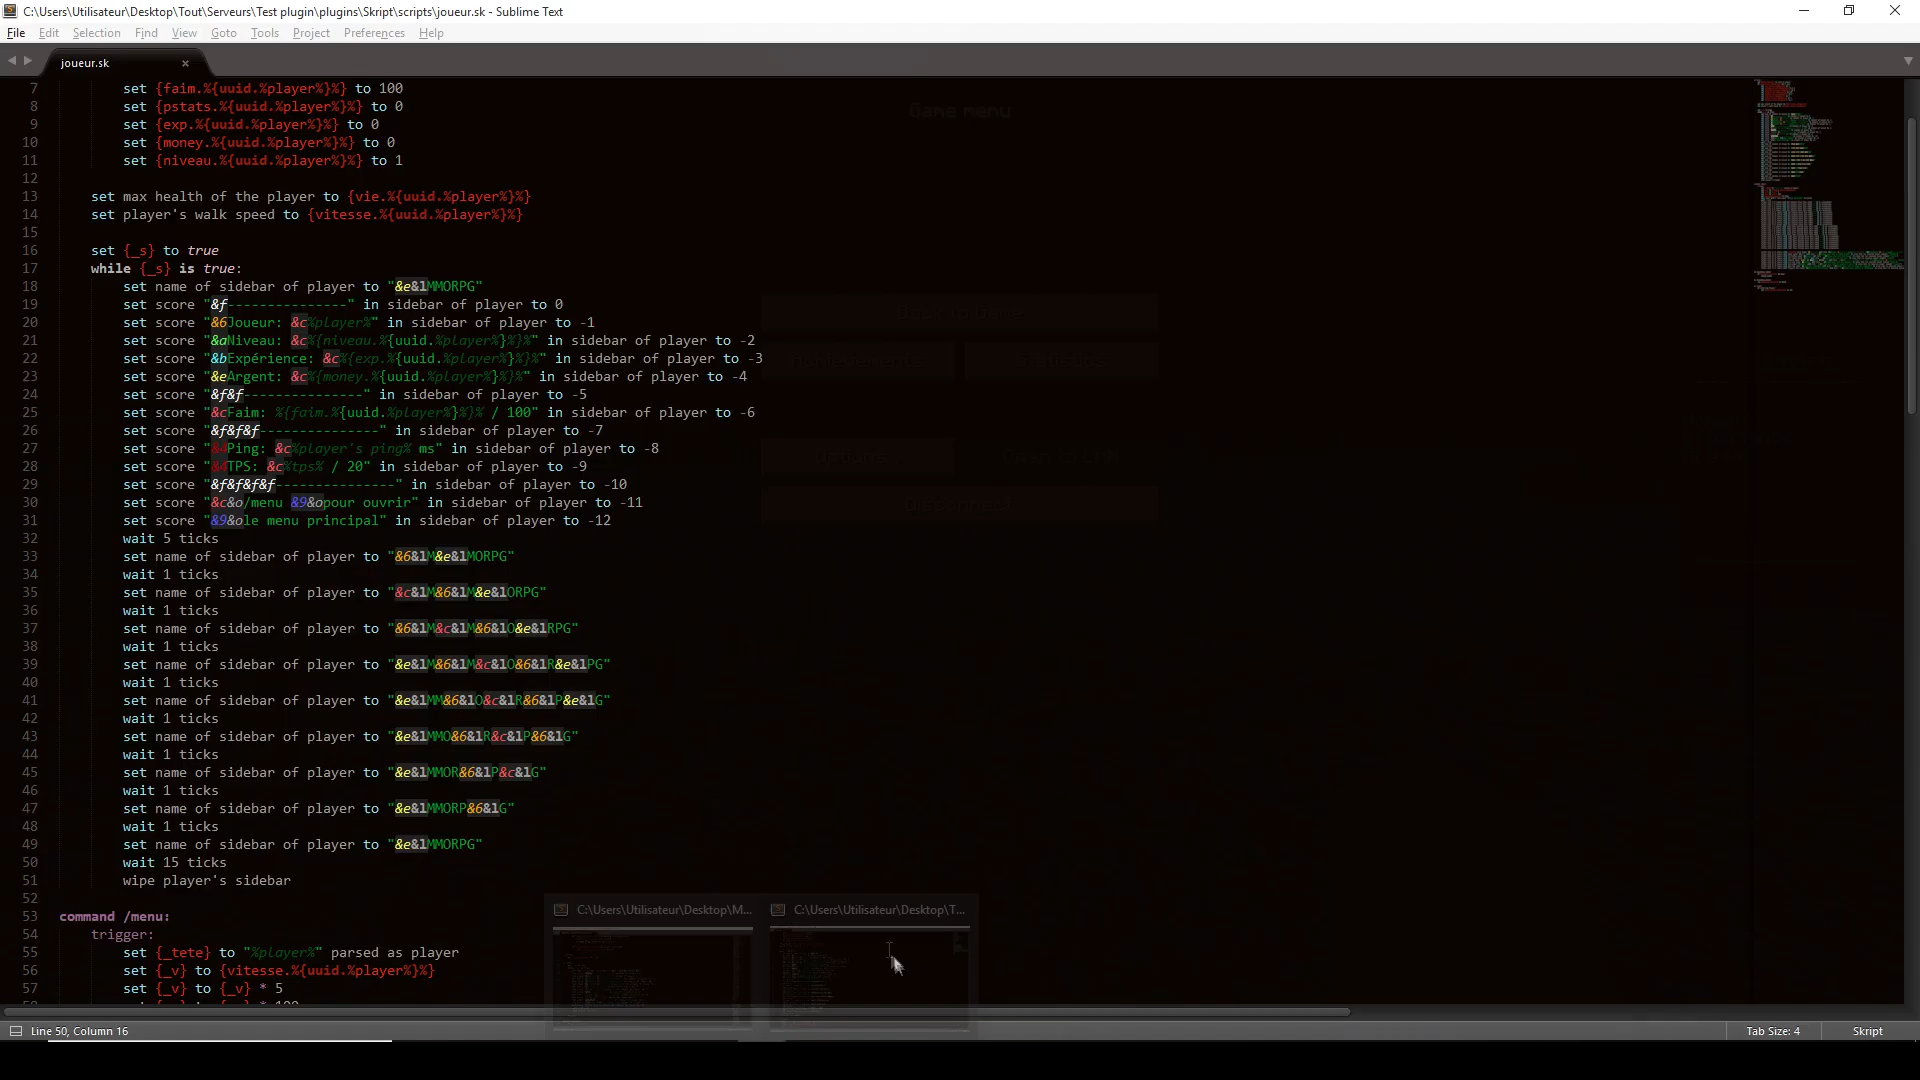 C:\Users\Utilisateur\Desktop\Tout\Serveurs\Test plugin\plugins\Skript\scripts\joueur.sk - Sublime Text
File Edit Selection Find View Goto Tools Project Preferences Help
joueur.sk ×
7 set {faim.%{uuid.%player%}%} to 100
8 set {pstats.%{uuid.%player%}%} to 0
9 set {exp.%{uuid.%player%}%} to 0
10 set {money.%{uuid.%player%}%} to 0
11 set {niveau.%{uuid.%player%}%} to 1
12
13 set max health of the player to {vie.%{uuid.%player%}%}
14 set player's walk speed to {vitesse.%{uuid.%player%}%}
15
16 set {_s} to true
17 while {_s} is true:
18 set name of sidebar of player to "&e&lMMORPG"
19 set score "&f---------------" in sidebar of player to 0
20 set score "&6Joueur: &c%player%" in sidebar of player to -1
21 set score "&aNiveau: &c%{niveau.%{uuid.%player%}%}%" in sidebar of player to -2
22 set score "&bExpérience: &c%{exp.%{uuid.%player%}%}%" in sidebar of player to -3
23 set score "&eArgent: &c%{money.%{uuid.%player%}%}%" in sidebar of player to -4
24 set score "&f&f---------------" in sidebar of player to -5
25 set score "&cFaim: %{faim.%{uuid.%player%}%}% / 100" in sidebar of player to -6
26 set score "&f&f&f---------------" in sidebar of player to -7
27 set score "&4Ping: &c%player's ping% ms" in sidebar of player to -8
28 set score "&4TPS: &c%tps% / 20" in sidebar of player to -9
29 set score "&f&f&f&f---------------" in sidebar of player to -10
30 set score "&c&o/menu &9&opour ouvrir" in sidebar of player to -11
31 set score "&9&ole menu principal" in sidebar of player to -12
32 wait 5 ticks
33 set name of sidebar of player to "&6&lM&e&lMORPG"
34 wait 1 ticks
35 set name of sidebar of player to "&c&lM&6&lM&e&lORPG"
36 wait 1 ticks
37 set name of sidebar of player to "&6&lM&c&lM&6&lO&e&lRPG"
38 wait 1 ticks
39 set name of sidebar of player to "&e&lM&6&lM&c&lO&6&lR&e&lPG"
40 wait 1 ticks
41 set name of sidebar of player to "&e&lMM&6&lO&c&lR&6&lP&e&lG"
42 wait 1 ticks
43 set name of sidebar of player to "&e&lMMO&6&lR&c&lP&6&lG"
44 wait 1 ticks
45 set name of sidebar of player to "&e&lMMOR&6&lP&c&lG"
46 wait 1 ticks
47 set name of sidebar of player to "&e&lMMORP&6&lG"
48 wait 1 ticks
49 set name of sidebar of player to "&e&lMMORPG"
50 wait 15 ticks
51 wipe player's sidebar
52
53 command /menu:
54 trigger:
55 set {_tete} to "%player%" parsed as player
56 set {_v} to {vitesse.%{uuid.%player%}%}
57 set {_v} to {_v} * 5
Game menu
Options...
C:\Users\Utilisateur\Desktop\M...
C:\Users\Utilisateur\Desktop\T...
Line 50, Column 16
Tab Size: 4
Skript